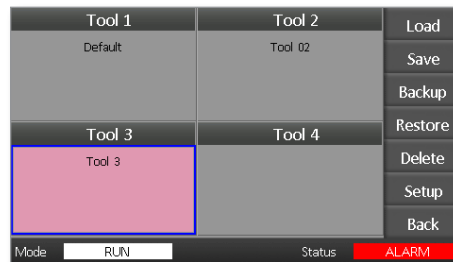 Tool 1
Tool 2
Load
Default
Tool 02
Save
Backup
Tool 3
Tool 4
Restore
Tool 3
Delete
Setup
Back
Mode
RUN
Status
ALARM